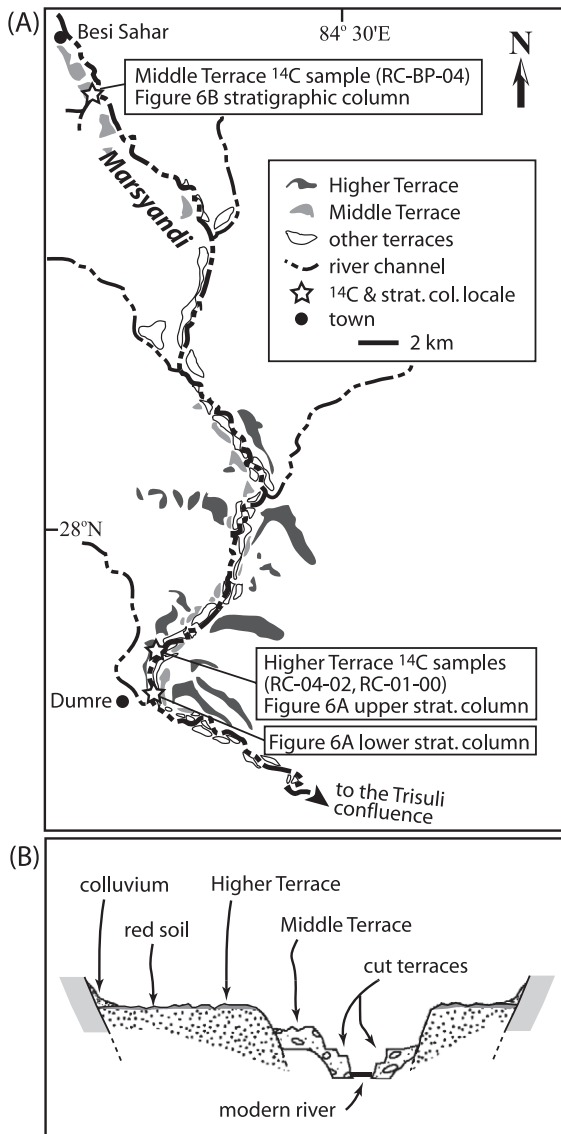 (A)
Besi Sahar
84° 30'E
N
Middle Terrace ¹⁴C sample (RC-BP-04)
Figure 6B stratigraphic column
Marsyandi
Higher Terrace
Middle Terrace
other terraces
river channel
¹⁴C & strat. col. locale
town
2 km
28°N
Higher Terrace ¹⁴C samples
(RC-04-02, RC-01-00)
Figure 6A upper strat. column
Dumre
Figure 6A lower strat. column
to the Trisuli
confluence
(B)
colluvium
Higher Terrace
red soil
Middle Terrace
cut terraces
modern river